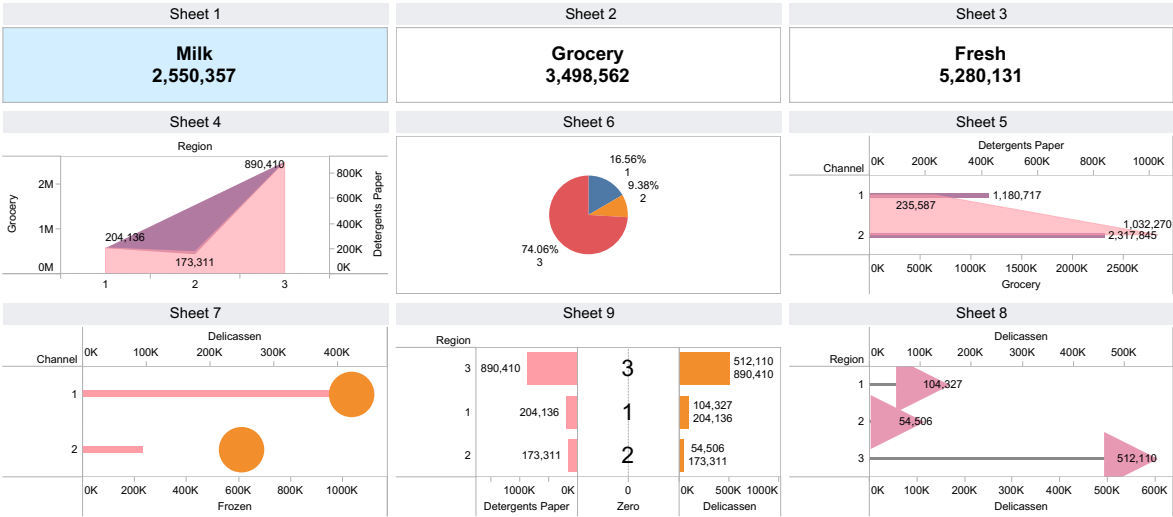 Sheet 1
Milk
2,550,357
Sheet 2
Grocery
3,498,562
Sheet 3
Fresh
5,280,131
Sheet 4
Region
Grocery
2M
1M
0M
890,410
204,136
173,311
800K
600K
400K
200K
0K
Detergents Paper
1 2 3
Sheet 6
16.56%
1
9.38%
2
74.06%
3
Sheet 5
Detergents Paper
Channel
0K 200K 400K 600K 800K 1000K
1
1,180,717
235,587
1,032,270
2
2,317,845
0K 500K 1000K 1500K 2000K 2500K
Grocery
Sheet 7
Delicassen
Channel
0K 100K 200K 300K 400K
1
2
0K 200K 400K 600K 800K 1000K
Frozen
Sheet 9
Region
3 890,410 3 512,110
890,410
1 204,136 1 104,327
204,136
2 173,311 2 54,506
173,311
1000K 0K 0 0K 500K 1000K
Detergents Paper Zero Delicassen
Sheet 8
Delicassen
Region
0K 100K 200K 300K 400K 500K
1 104,327
2 54,506
3 512,110
0K 100K 200K 300K 400K 500K 600K
Delicassen